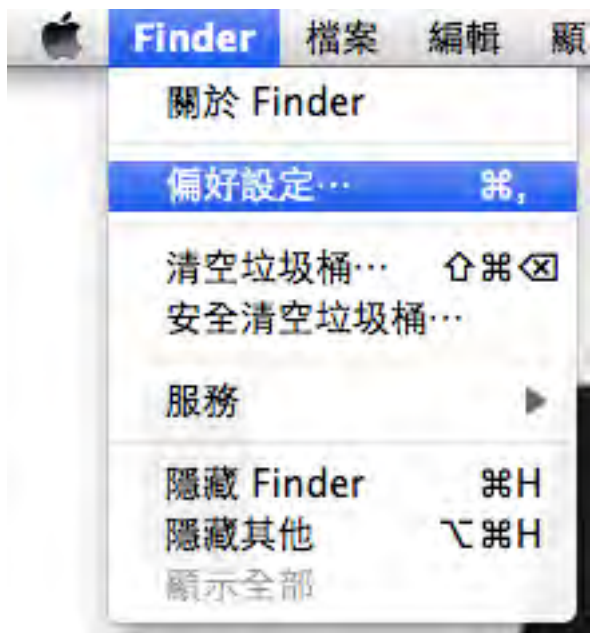 Finder 檔案 編輯 顯
關於 Finder
偏好設定… ⌘,
清空垃圾桶… ⇧⌘⌫
安全清空垃圾桶…
服務 ▶
隱藏 Finder ⌘H
隱藏其他 ⌥⌘H
顯示全部